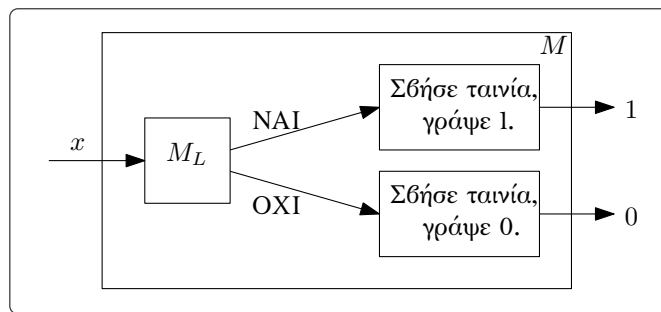 M
Σβήσε ταινία,
γράψε 1.
1
NAI
x
M_L
OXI
Σβήσε ταινία,
γράψε 0.
0